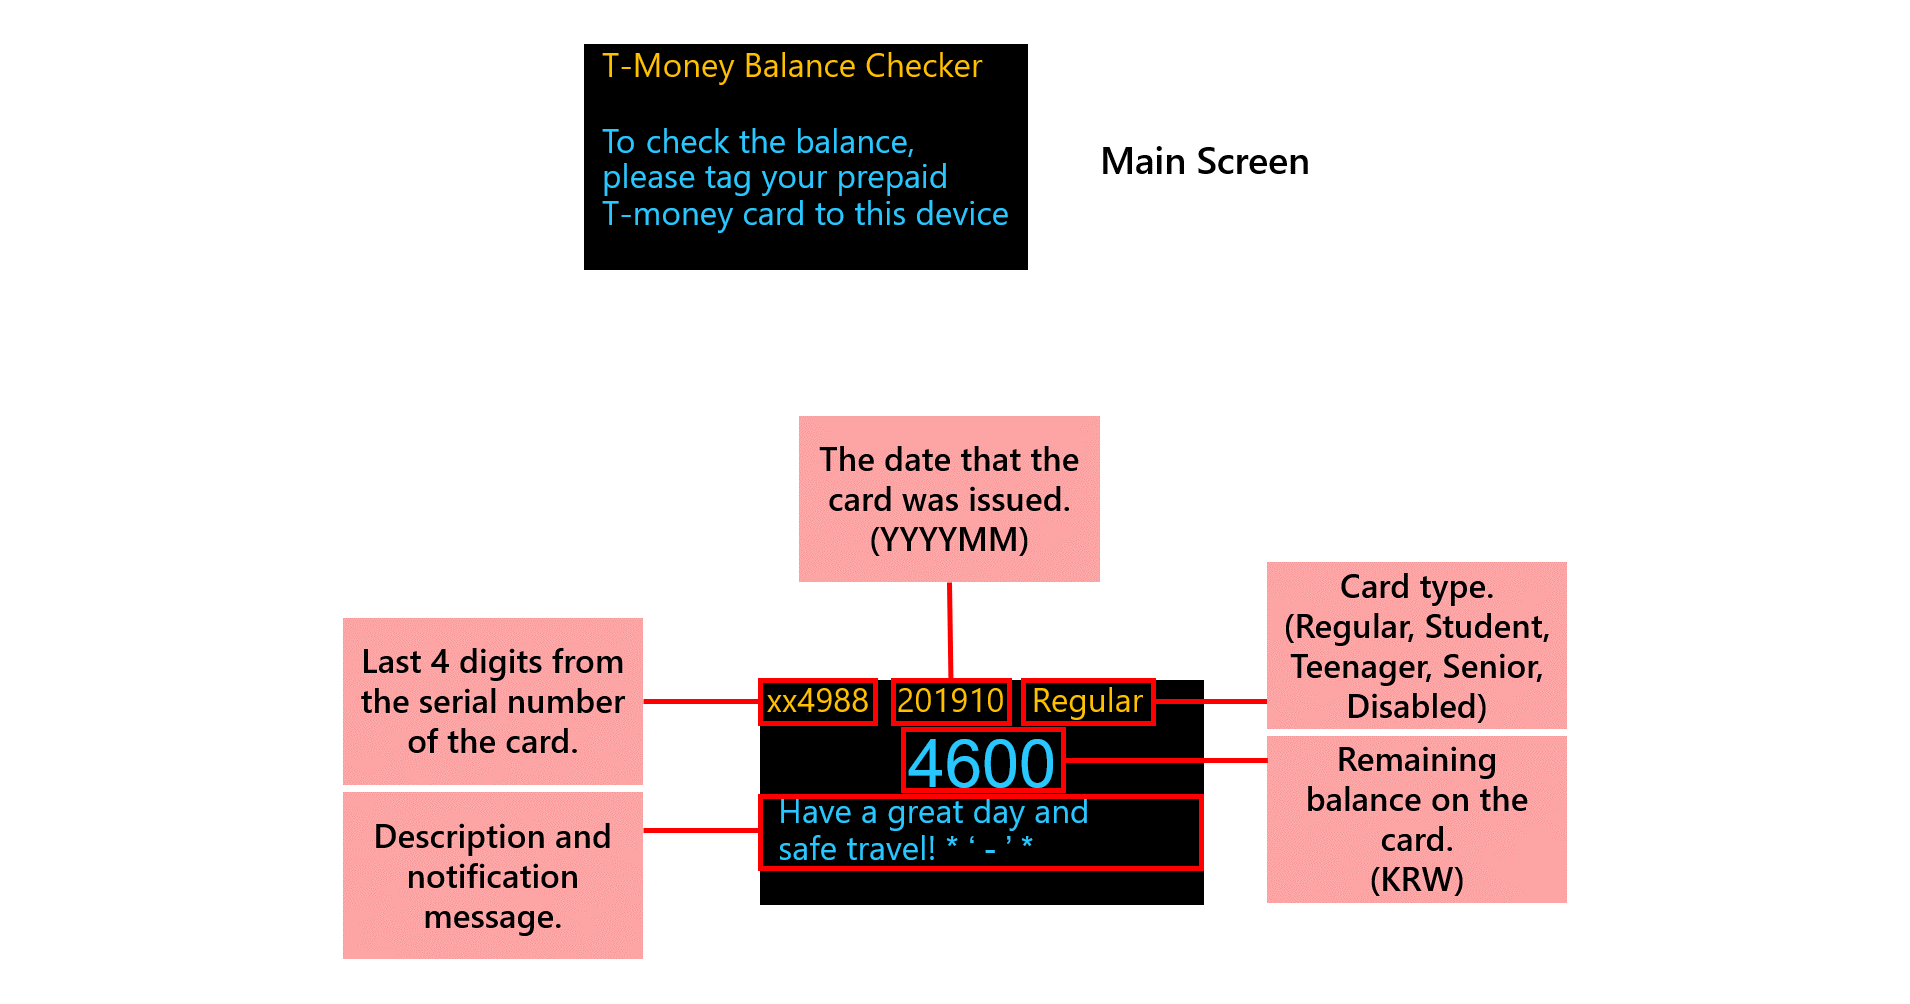 T-Money Balance Checker
To check the balance,
please tag your prepaid
T-money card to this device
Main Screen
The date that the
card was issued.
(YYYYMM)
Card type.
(Regular, Student,
Teenager, Senior,
Disabled)
Last 4 digits from
the serial number
of the card.
xx4988 201910 Regular
4600
Remaining
balance on the
card.
(KRW)
Have a great day and
safe travel! * ‘ - ’ *
Description and
notification
message.